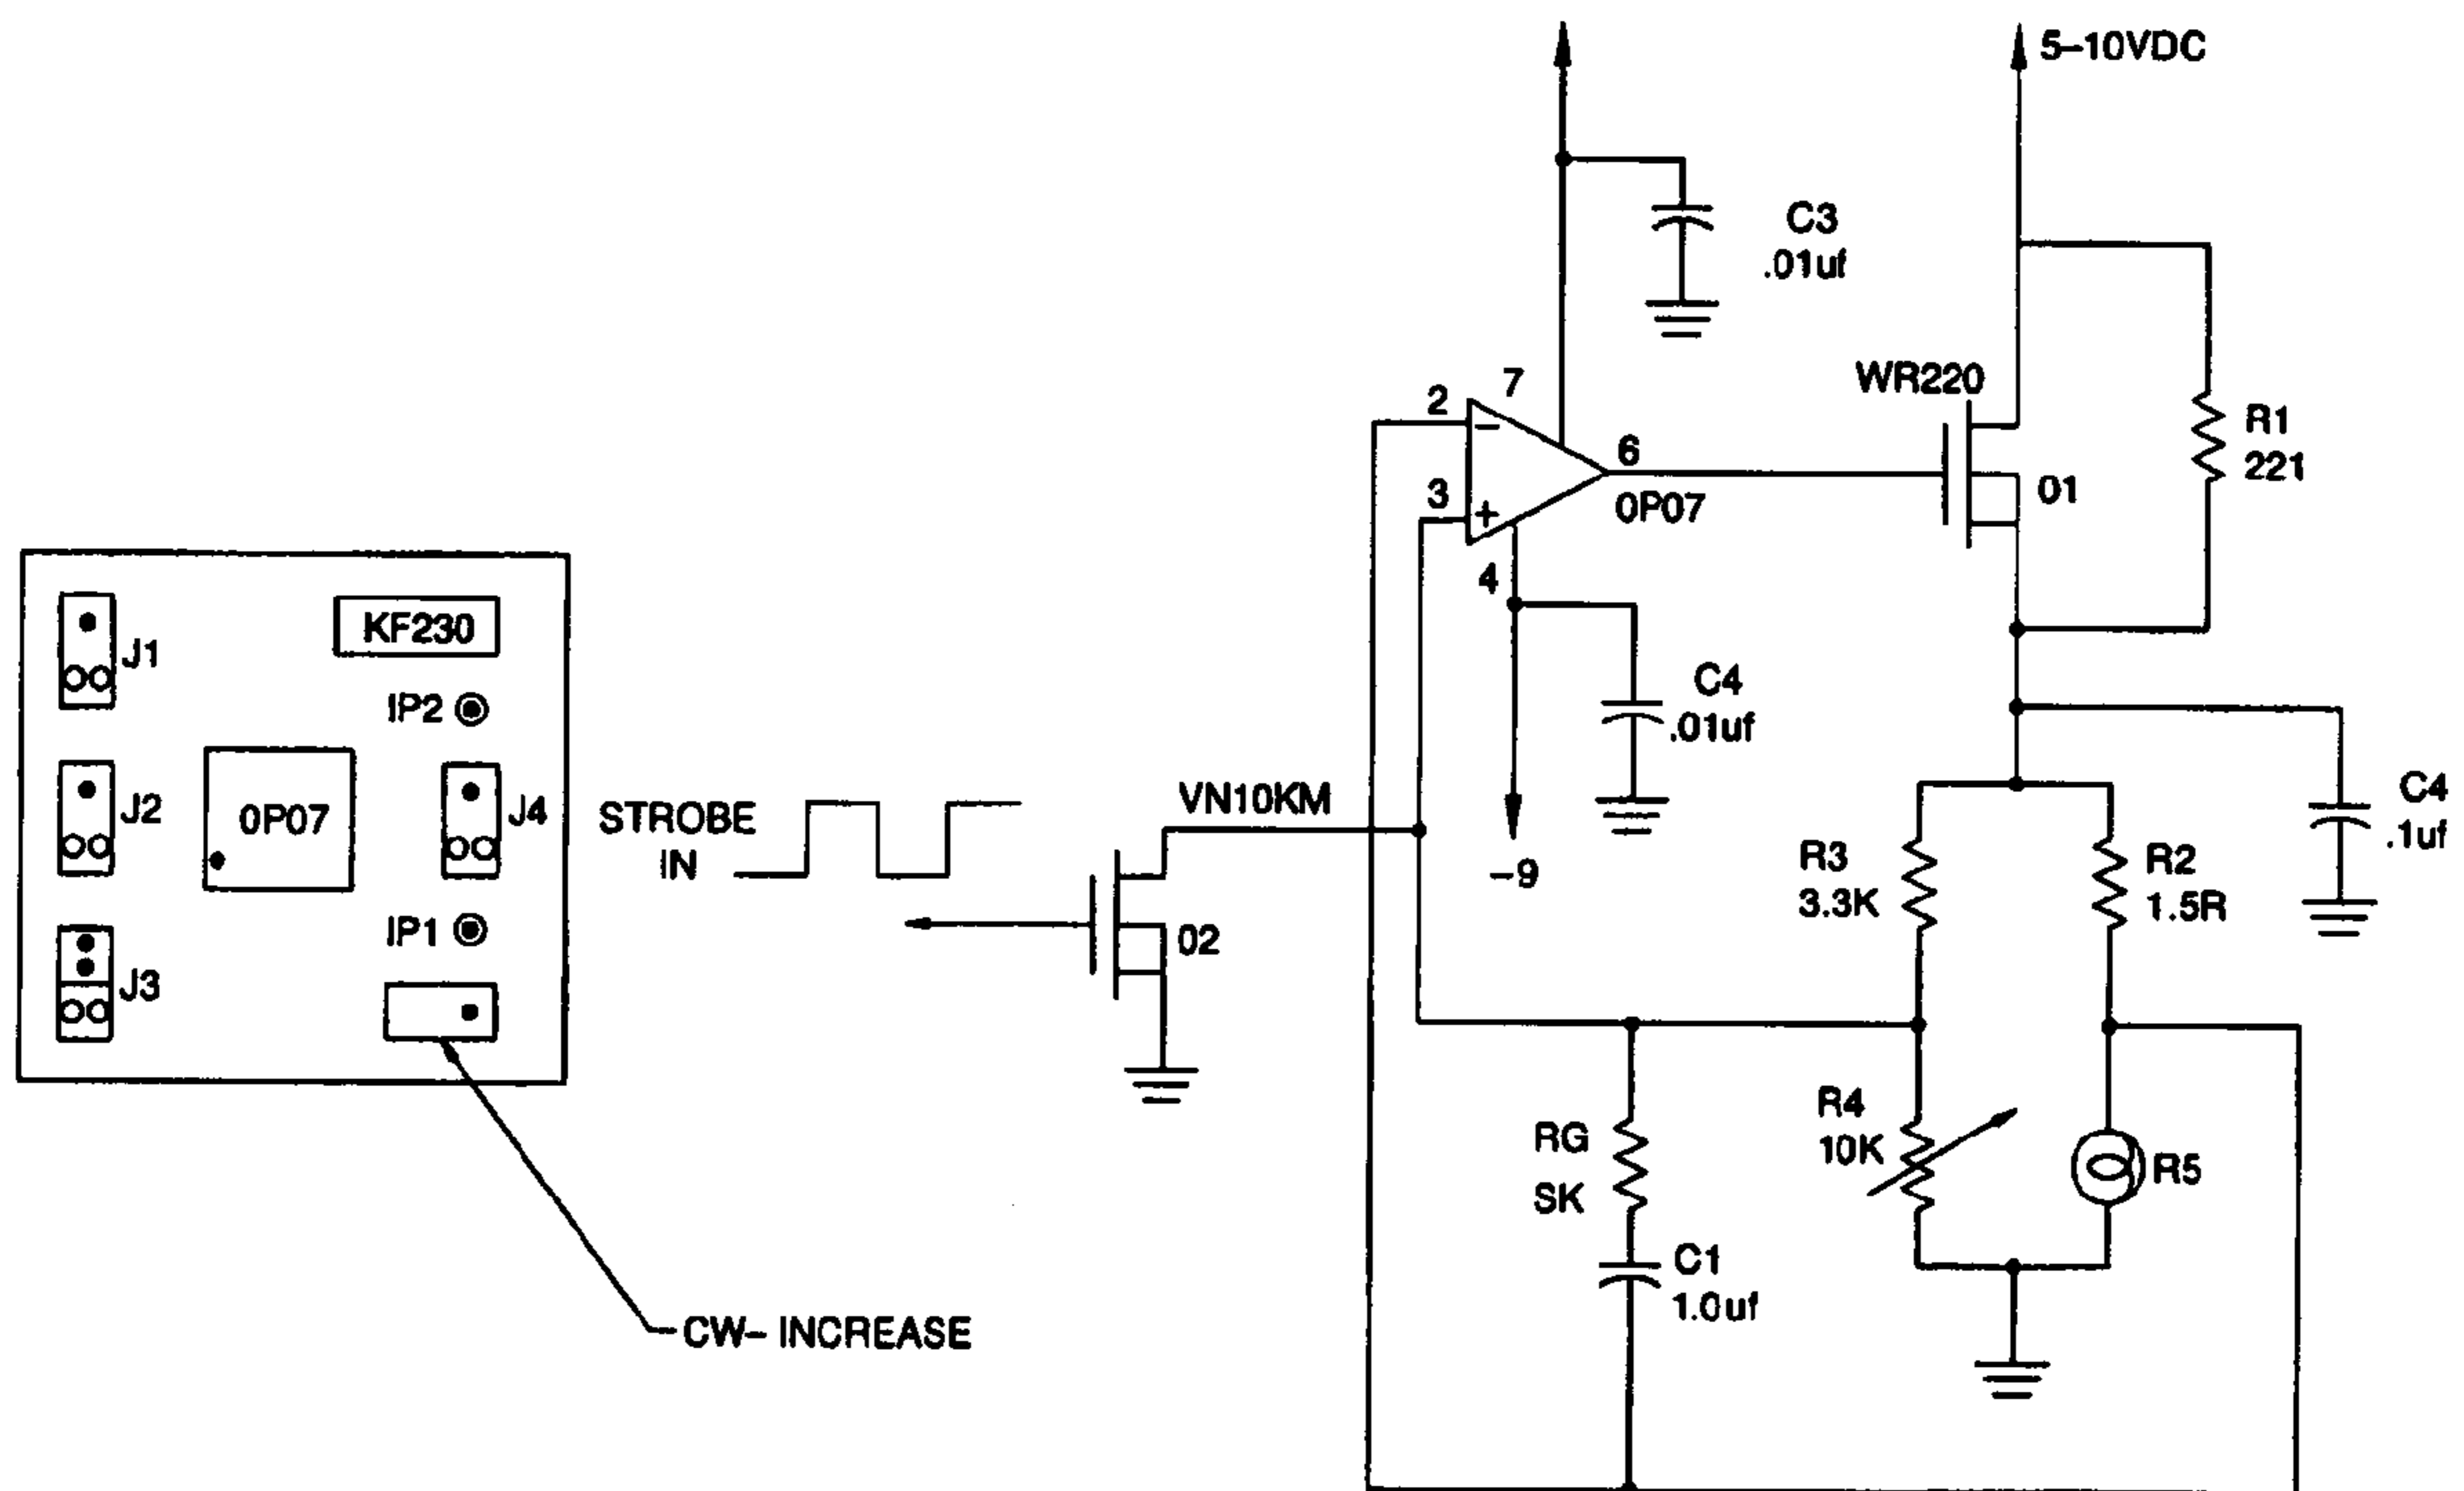 5-10VDC
C3
.01uf
WR220
7
2
-
6
R1
221
3
+
0P07
01
4
KF230
J1
C4
.01uf
IP2
VN10KM
C4
.1uf
J2
0P07
J4
STROBE
IN
-9
R3
3.3K
R2
1.5R
IP1
02
J3
R4
10K
RG
SK
R5
C1
1.0uf
CW- INCREASE